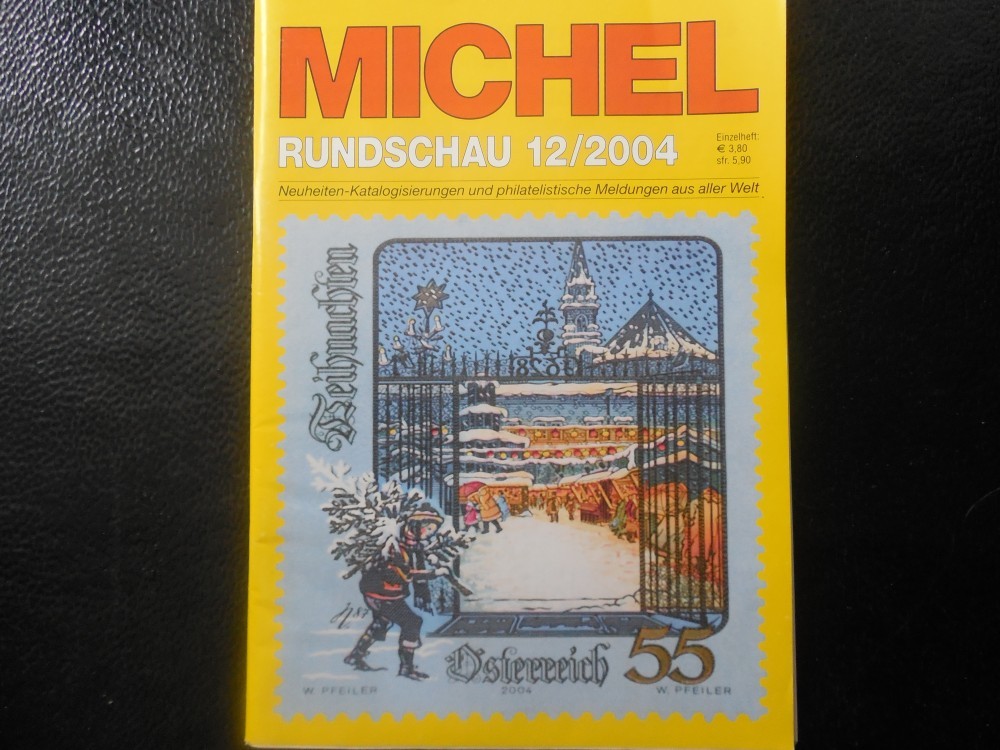 MICHEL
RUNDSCHAU 12/2004
Einzelheft:
€ 3,80
sfr. 5,90
Neuheiten-Katalogisierungen und philatelistische Meldungen aus aller Welt
Weihnachten
1628
Österreich 55
W. PFEILER 2004 W. PFEILER